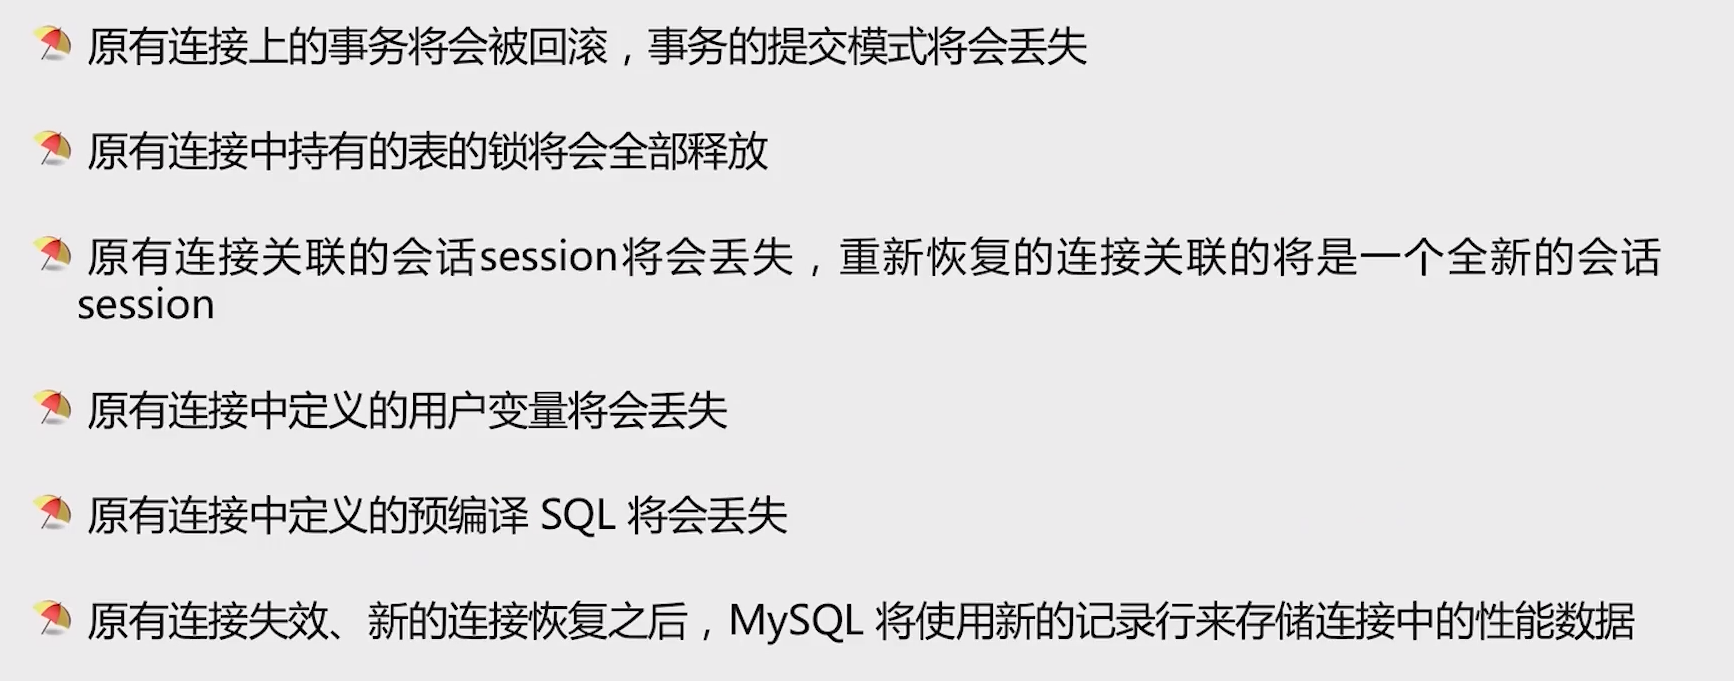 原有连接上的事务将会被回滚，事务的提交模式将会丢失
原有连接中持有的表的锁将会全部释放
原有连接关联的会话session将会丢失，重新恢复的连接关联的将是一个全新的会话
session
原有连接中定义的用户变量将会丢失
原有连接中定义的预编译 SQL 将会丢失
原有连接失效、新的连接恢复之后，MySQL 将使用新的记录行来存储连接中的性能数据